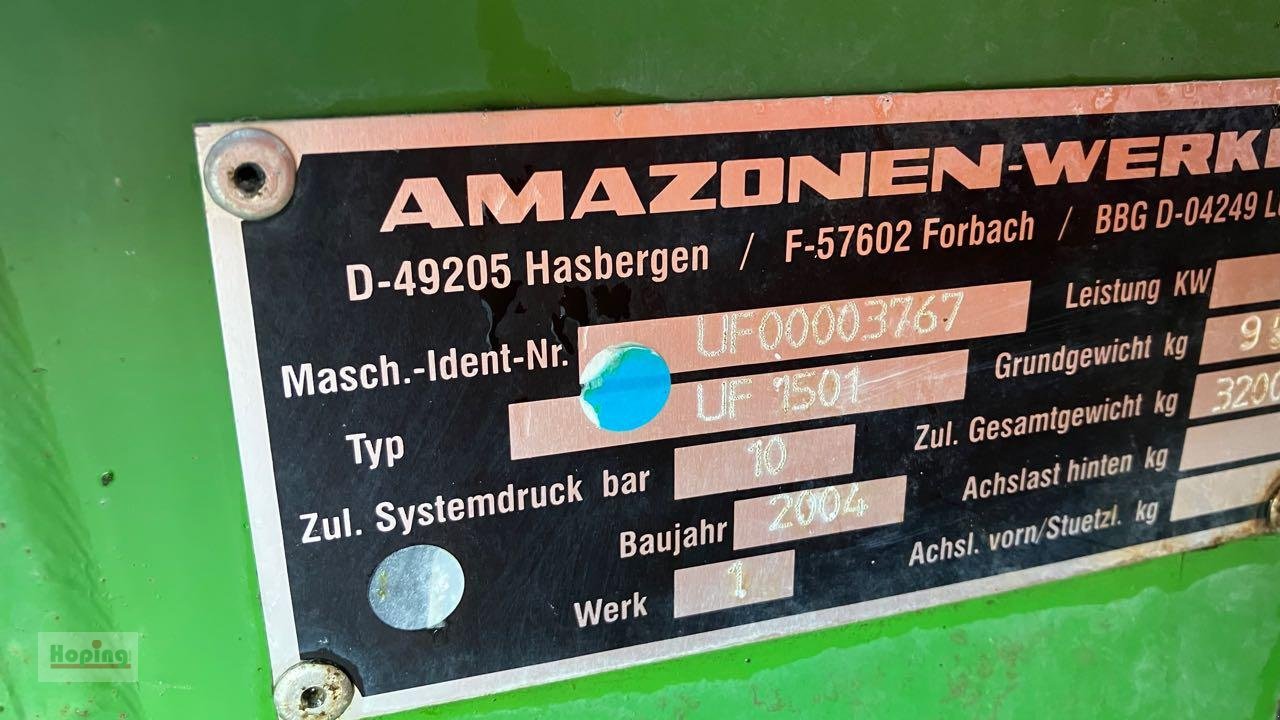 AMAZONEN-WERKE
D-49205 Hasbergen / F-57602 Forbach / BBG D-04249
Masch.-Ident-Nr. UF00003767
Typ UF 1501
Zul. Systemdruck bar 10
Baujahr 2004
Werk 1
Leistung KW
Grundgewicht kg
Zul. Gesamtgewicht kg 3200
Achslast hinten kg
Achsl. vorn/Stuetzl. kg
Hoping